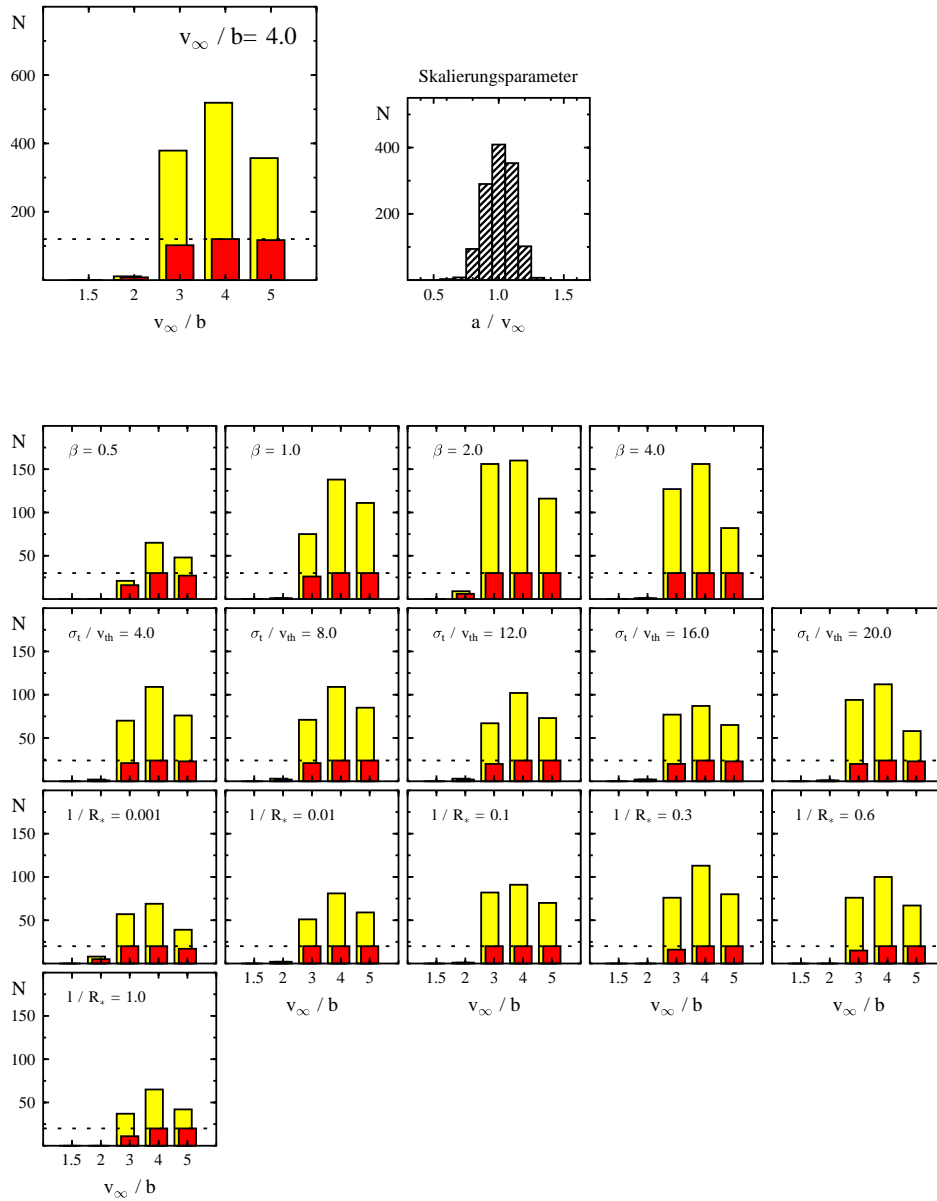 N
v∞ / b= 4.0
600
400
200
1.5 2 3 4 5
v∞ / b
Skalierungsparameter
N
400
200
0.5 1.0 1.5
a / v∞
N
β = 0.5
β = 1.0
β = 2.0
β = 4.0
150
100
50
N
σt / vth = 4.0
σt / vth = 8.0
σt / vth = 12.0
σt / vth = 16.0
σt / vth = 20.0
150
100
50
N
l / R* = 0.001
l / R* = 0.01
l / R* = 0.1
l / R* = 0.3
l / R* = 0.6
150
100
50
1.5 2 3 4 5
1.5 2 3 4 5
1.5 2 3 4 5
1.5 2 3 4 5
v∞ / b
v∞ / b
v∞ / b
v∞ / b
N
l / R* = 1.0
150
100
50
1.5 2 3 4 5
v∞ / b